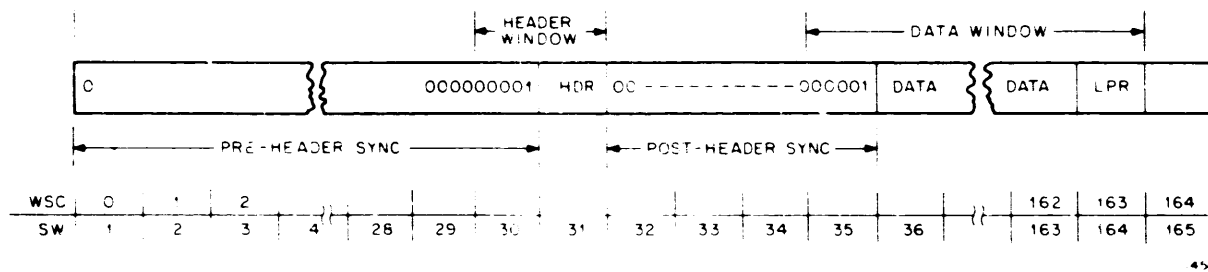 HEADER
WINDOW
DATA WINDOW
0 000000001 HDR 00-----------000001 DATA DATA LPR
PRE-HEADER SYNC POST-HEADER SYNC
WSC 0 1 2 162 163 164
SW 1 2 3 4 28 29 30 31 32 33 34 35 36 163 164 165